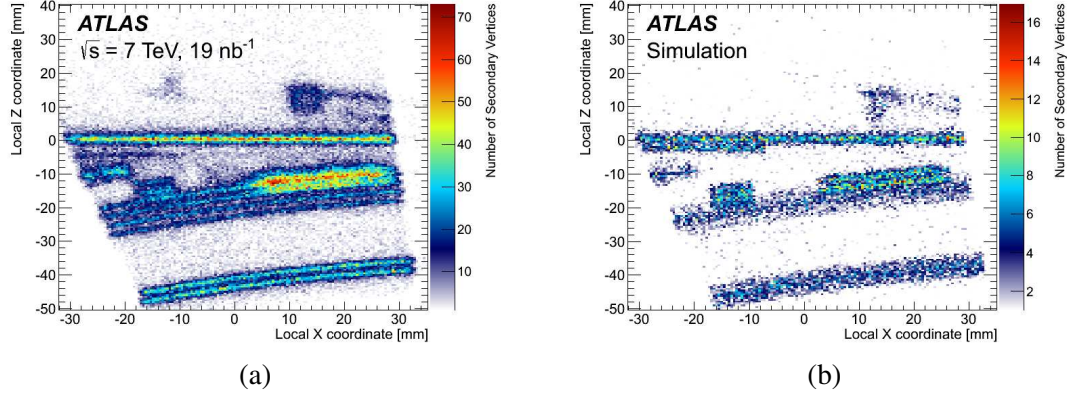 ATLAS
√s = 7 TeV, 19 nb⁻¹
Local Z coordinate [mm]
40
30
20
10
0
-10
-20
-30
-40
-50
-30 -20 -10 0 10 20 30
Local X coordinate [mm]
70
60
50
40
30
20
10
Number of Secondary Vertices
(a)
ATLAS
Simulation
Local Z coordinate [mm]
40
30
20
10
0
-10
-20
-30
-40
-50
-30 -20 -10 0 10 20 30
Local X coordinate [mm]
16
14
12
10
8
6
4
2
Number of Secondary Vertices
(b)